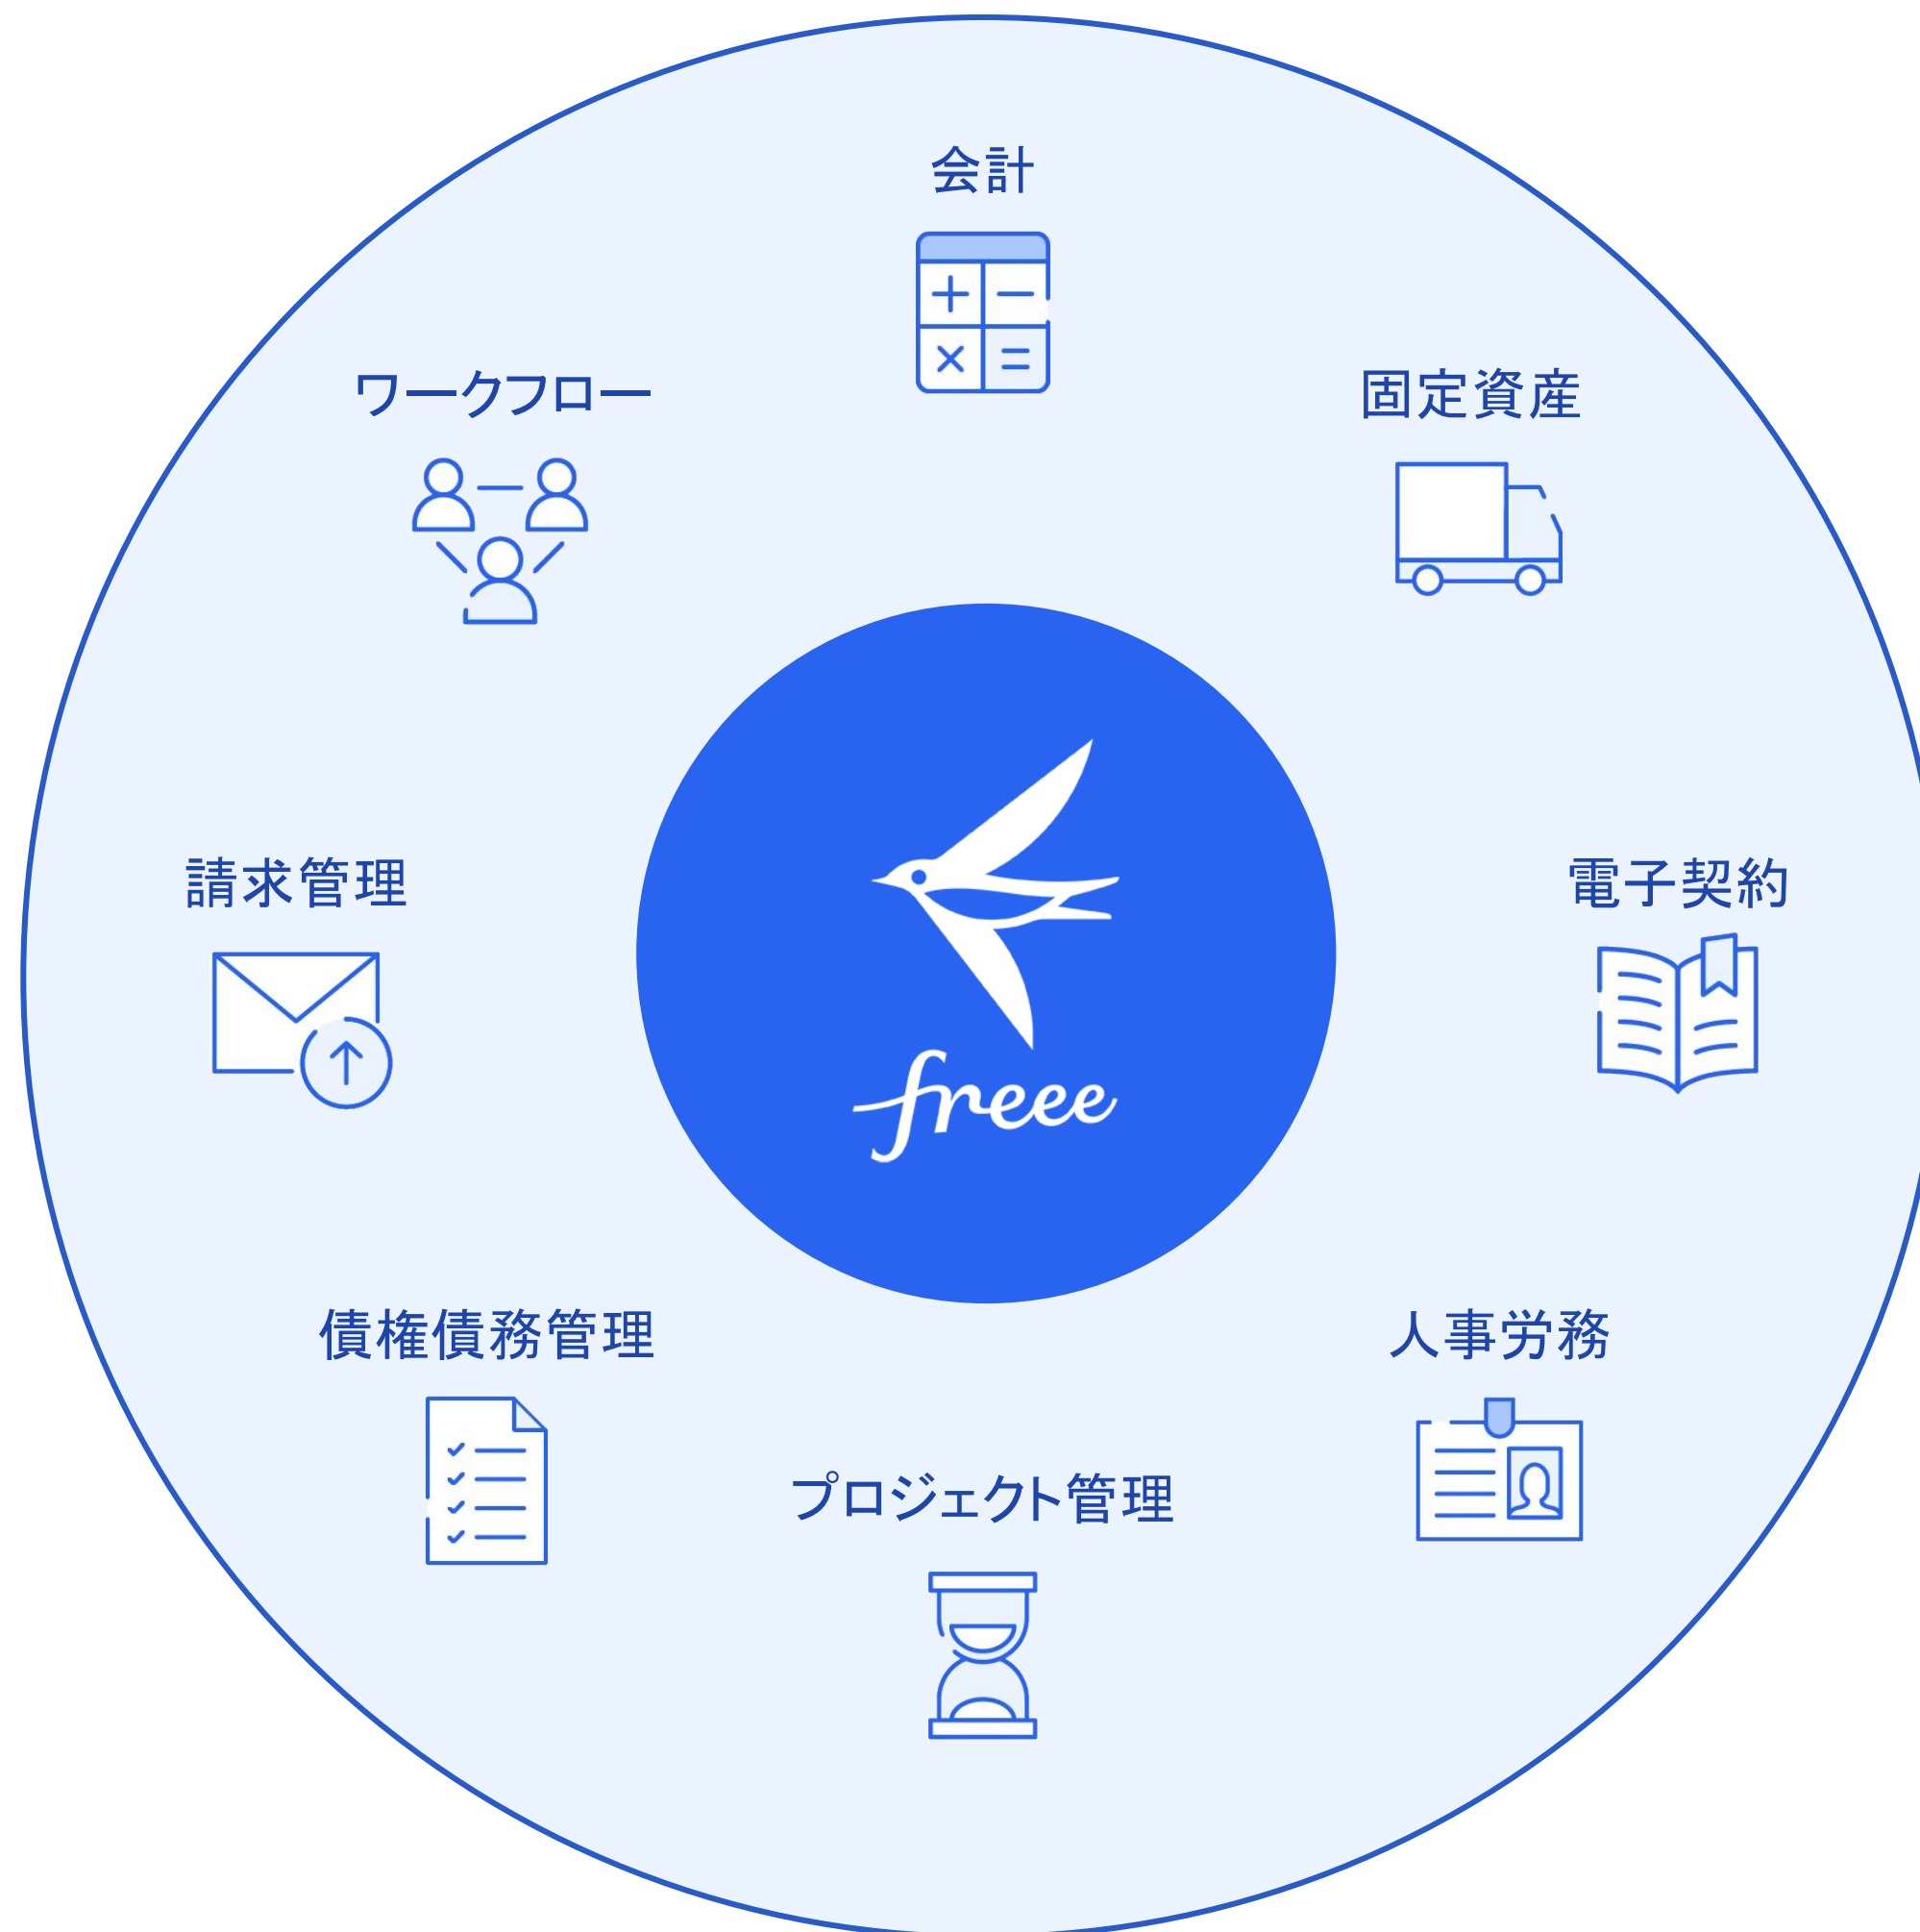 会計
ワークフロー
固定資産
請求管理
電子契約
freee
債権債務管理
人事労務
プロジェクト管理